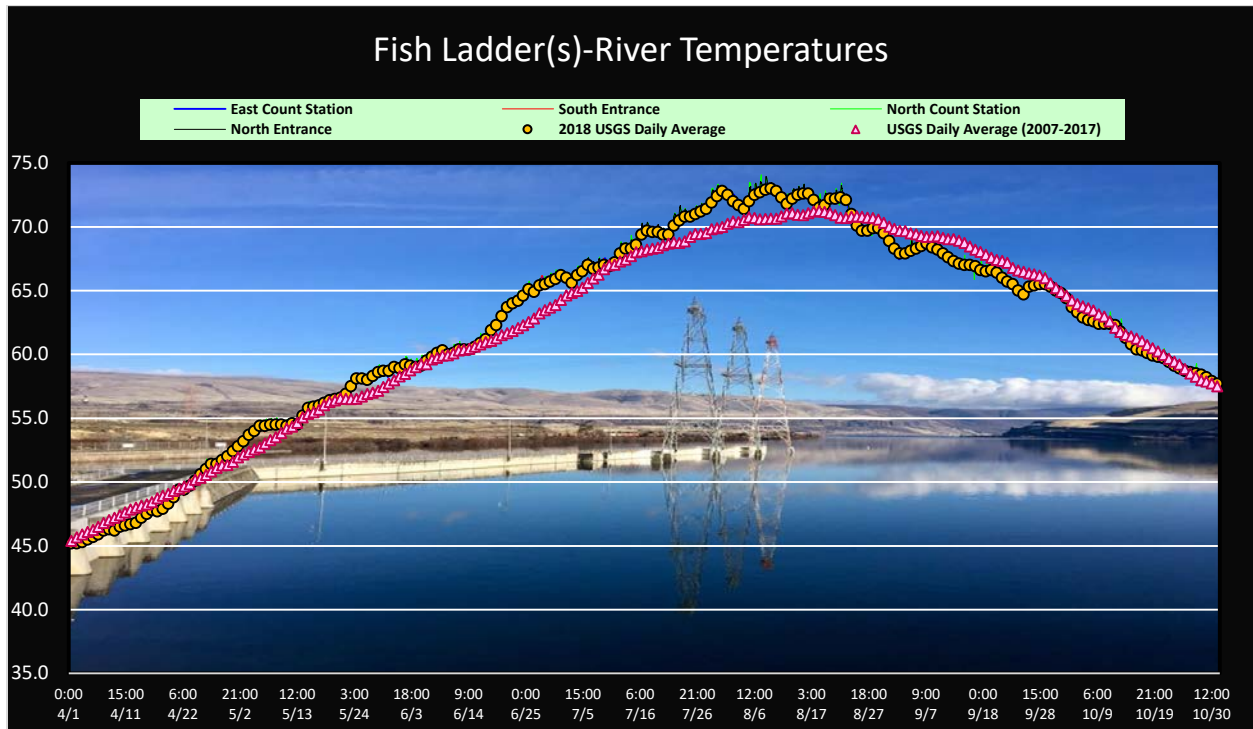 Fish Ladder(s)-River Temperatures
East Count Station South Entrance North Count Station
North Entrance 2018 USGS Daily Average USGS Daily Average (2007-2017)
75.0
70.0
65.0
60.0
55.0
50.0
45.0
40.0
35.0
0:00 15:00 6:00 21:00 12:00 3:00 18:00 9:00 0:00 15:00 6:00 21:00 12:00 3:00 18:00 9:00 0:00 15:00 6:00 21:00 12:00
4/1 4/11 4/22 5/2 5/13 5/24 6/3 6/14 6/25 7/5 7/16 7/26 8/6 8/17 8/27 9/7 9/18 9/28 10/9 10/19 10/30